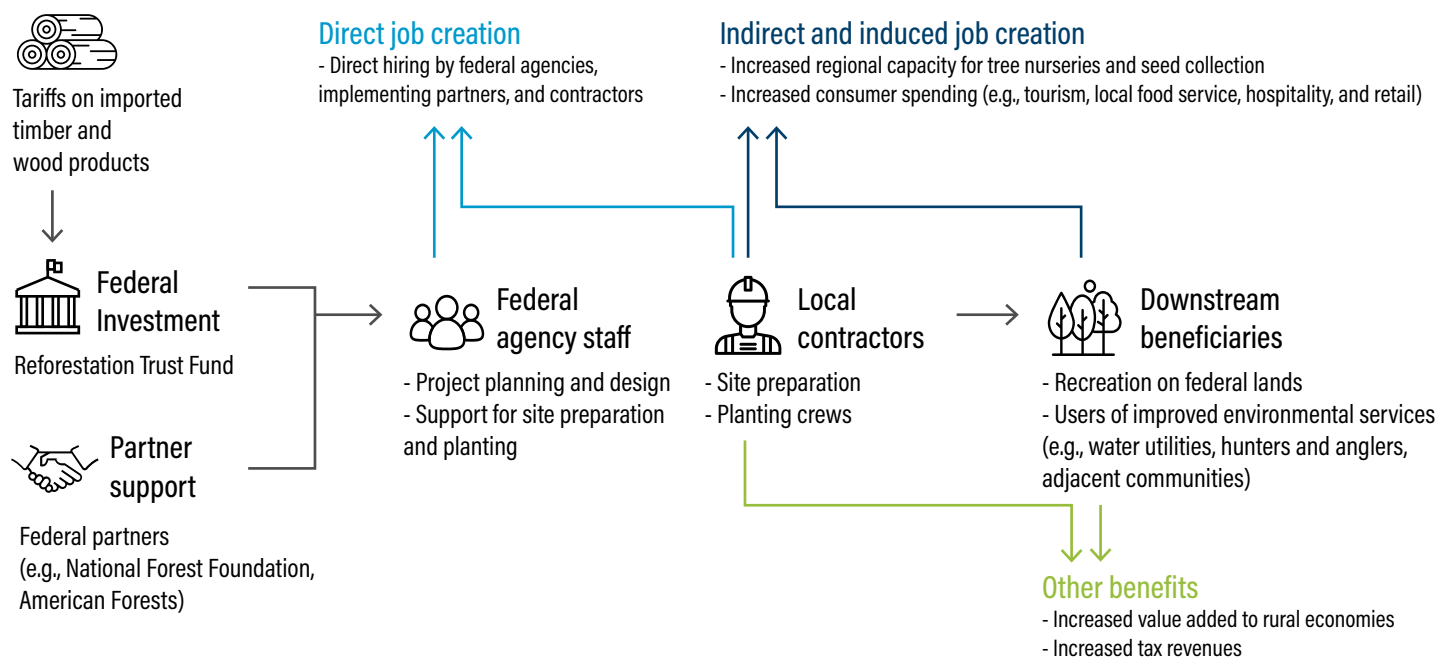 Tariffs on imported
timber and
wood products
Direct job creation
- Direct hiring by federal agencies,
implementing partners, and contractors
Indirect and induced job creation
- Increased regional capacity for tree nurseries and seed collection
- Increased consumer spending (e.g., tourism, local food service, hospitality, and retail)
Federal
Investment
Reforestation Trust Fund
Partner
support
Federal partners
(e.g., National Forest Foundation,
American Forests)
Federal
agency staff
- Project planning and design
- Support for site preparation
and planting
Local
contractors
- Site preparation
- Planting crews
Downstream
beneficiaries
- Recreation on federal lands
- Users of improved environmental services
(e.g., water utilities, hunters and anglers,
adjacent communities)
Other benefits
- Increased value added to rural economies
- Increased tax revenues